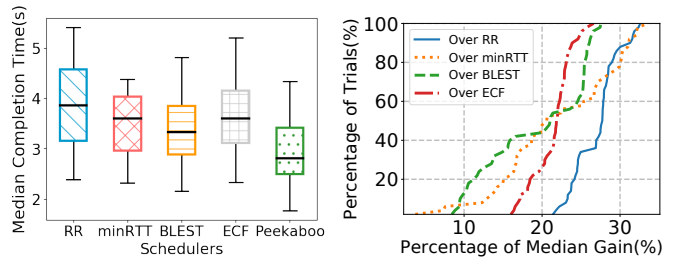 Median Completion Time(s)
5
4
3
2
RR minRTT BLEST ECF Peekaboo
Schedulers
Percentage of Trials(%)
100
80
60
40
20
Over RR
Over minRTT
Over BLEST
Over ECF
10 20 30
Percentage of Median Gain(%)